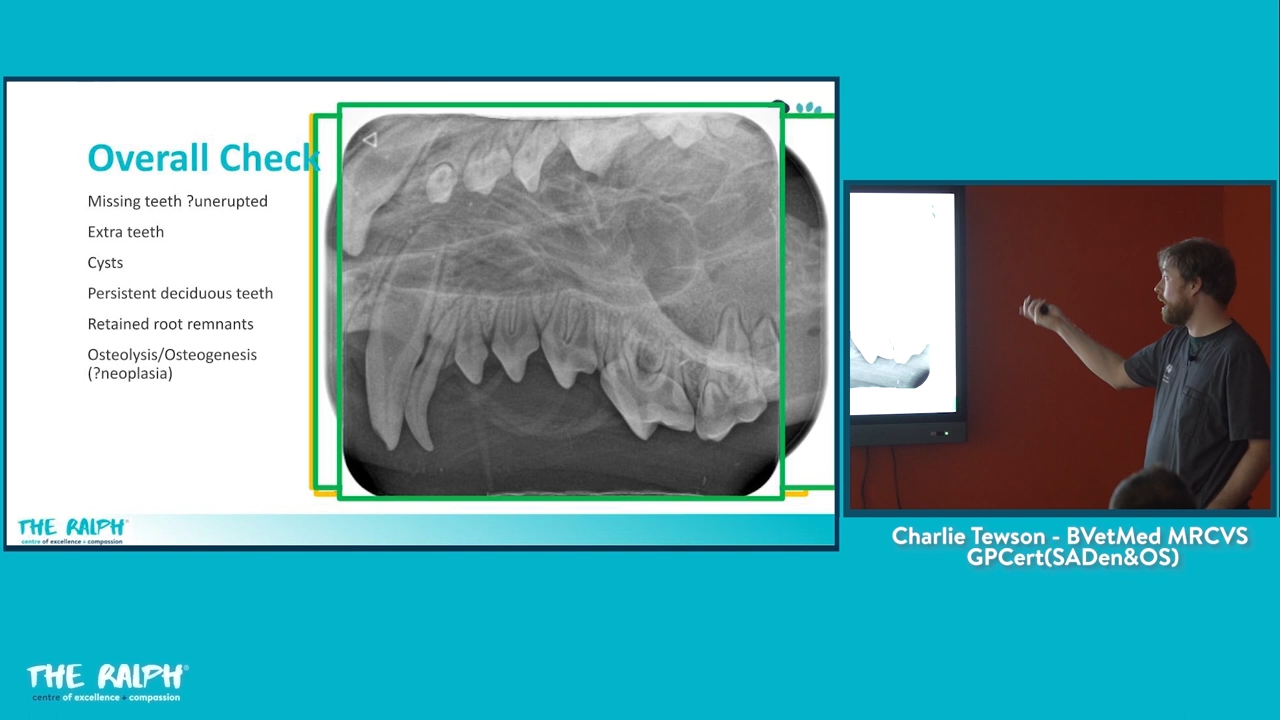 Overall Check
Missing teeth ?unerupted
Extra teeth
Cysts
Persistent deciduous teeth
Retained root remnants
Osteolysis/Osteogenesis
(?neoplasia)
THE RALPH®
centre of excellence + compassion
Charlie Tewson - BVetMed MRCVS
GPCert(SADen&OS)
THE RALPH®
centre of excellence + compassion